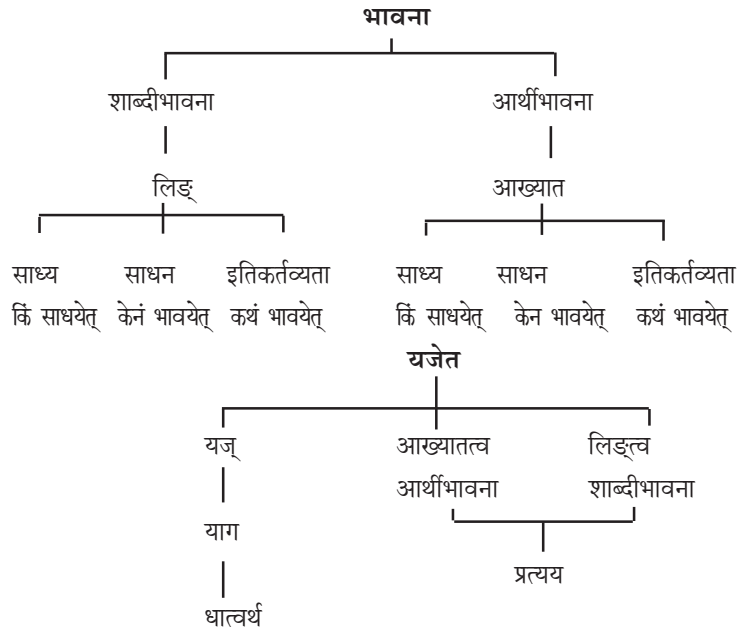 भावना
शाब्दीभावना आर्थीभावना
लिङ् आख्यात
साध्य साधन इतिकर्तव्यता साध्य साधन इतिकर्तव्यता
किं साधयेत् केनं भावयेत् कथं भावयेत् किं साधयेत् केन भावयेत् कथं भावयेत्
यजेत
यज् आख्यातत्व लिङ्त्व
आर्थीभावना शाब्दीभावना
याग
प्रत्यय
धात्वर्थ